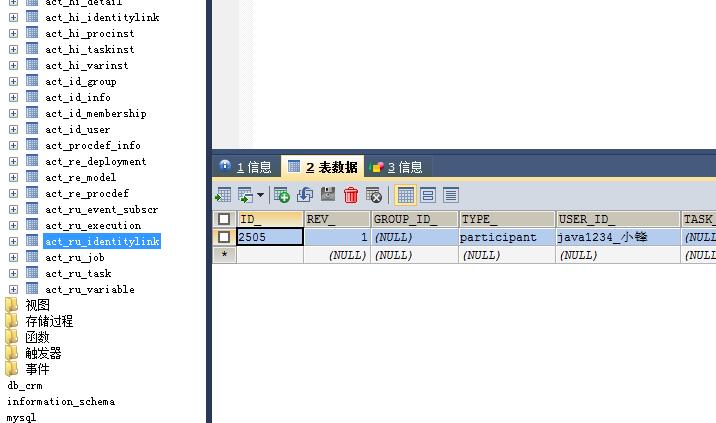 act_hi_detail
act_hi_identitylink
act_hi_procinst
act_hi_taskinst
act_hi_varinst
act_id_group
act_id_info
act_id_membership
act_id_user
act_procdef_info
act_re_deployment
act_re_model
act_re_procdef
act_ru_event_subscr
act_ru_execution
act_ru_identitylink
act_ru_job
act_ru_task
act_ru_variable
视图
存储过程
函数
触发器
事件
db_crm
information_schema
mysql
1 信息 2 表数据 3 信息
ID_ REV_ GROUP_ID_ TYPE_ USER_ID_ TASK_
2505 1 (NULL) participant java1234_小锋 (NULL
* (NULL) (NULL) (NULL) (NULL) (NULL